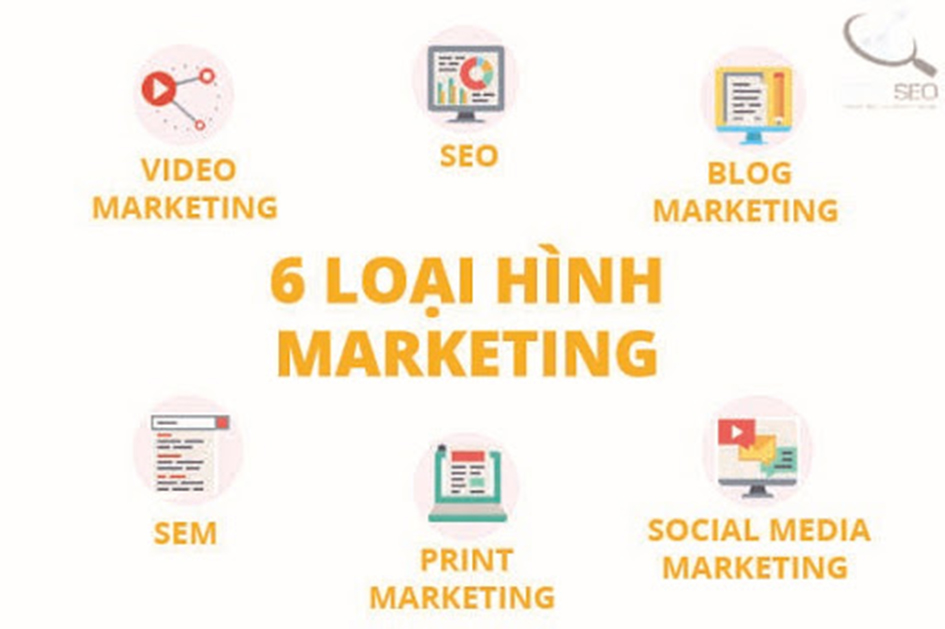 SEO
VIDEO
MARKETING
SEO
BLOG
MARKETING
6 LOẠI HÌNH
MARKETING
SEM
PRINT
MARKETING
SOCIAL MEDIA
MARKETING